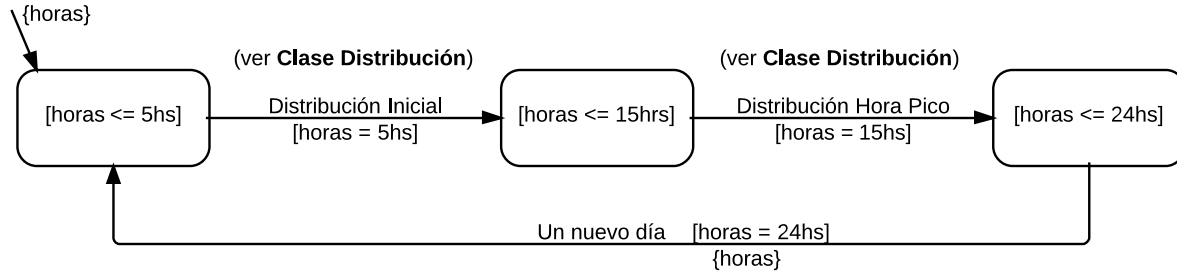 {horas}
(ver Clase Distribución)
(ver Clase Distribución)
[horas <= 5hs]
Distribución Inicial
[horas = 5hs]
[horas <= 15hrs]
Distribución Hora Pico
[horas = 15hs]
[horas <= 24hs]
Un nuevo día [horas = 24hs]
{horas}